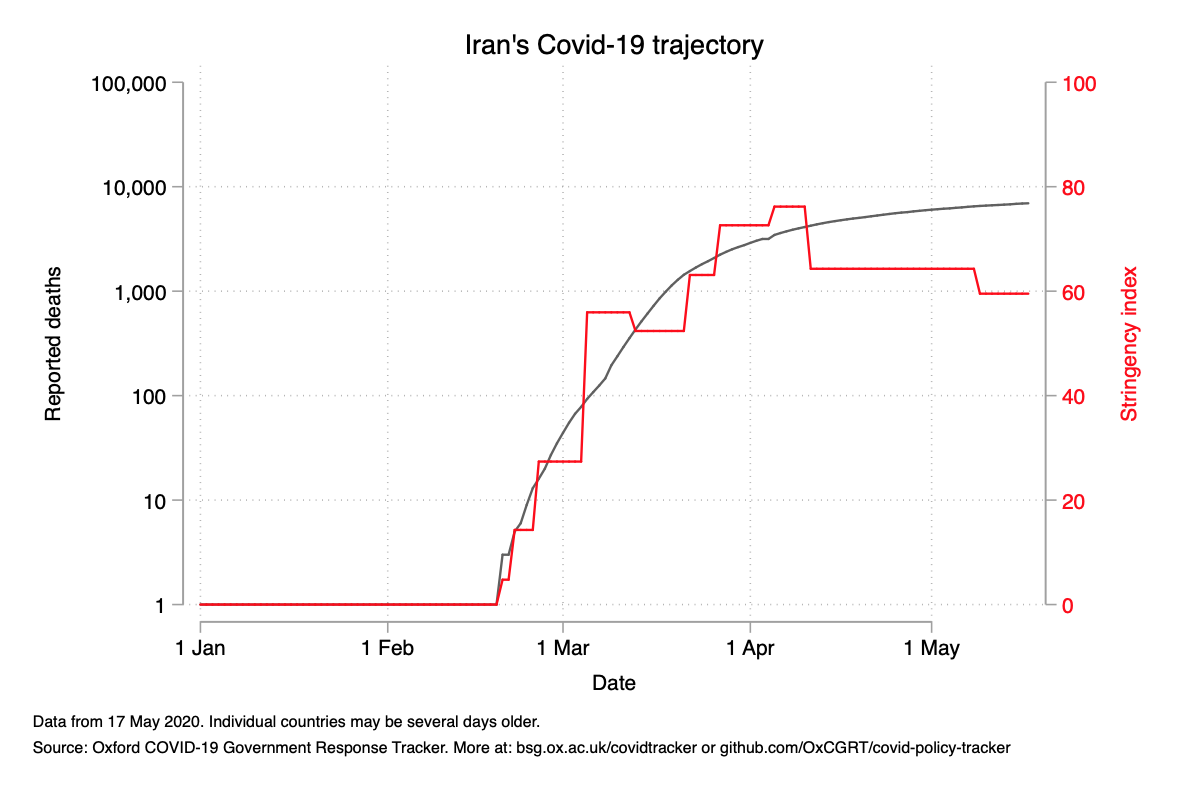 Iran's Covid-19 trajectory
100,000
10,000
1,000
100
10
1
Reported deaths
100
80
60
40
20
0
Stringency index
1 Jan
1 Feb
1 Mar
1 Apr
1 May
Date
Data from 17 May 2020. Individual countries may be several days older.
Source: Oxford COVID-19 Government Response Tracker. More at: bsg.ox.ac.uk/covidtracker or github.com/OxCGRT/covid-policy-tracker